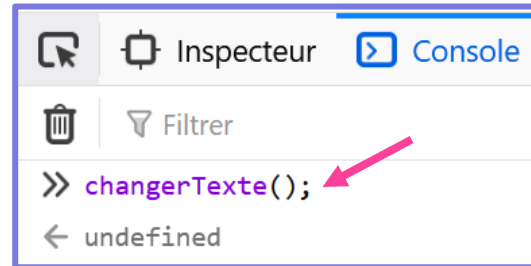 Inspecteur Console
Filtrer
>> changerTexte();
← undefined